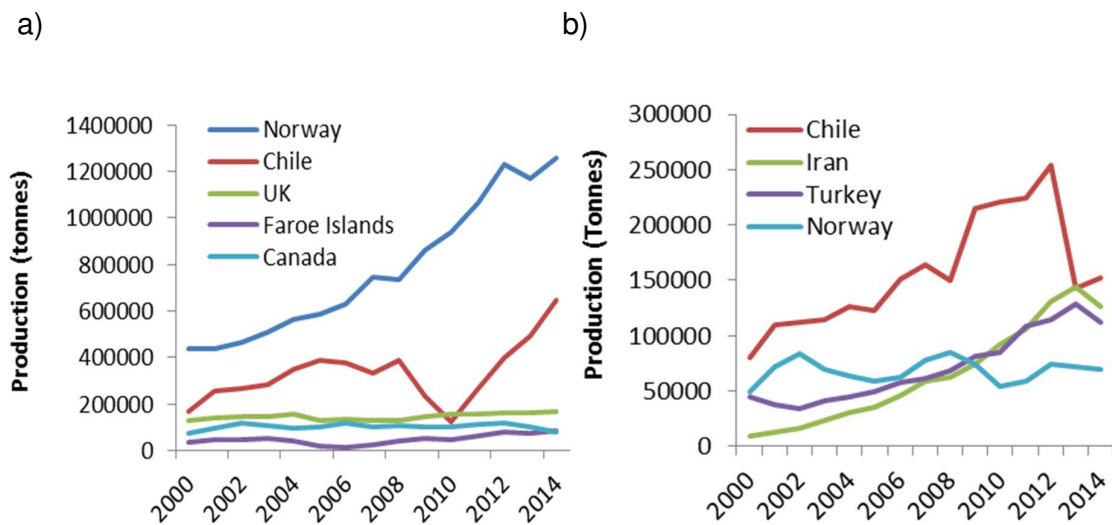 a)
Production (tonnes)
1400000
1200000
1000000
800000
600000
400000
200000
0
Norway
Chile
UK
Faroe Islands
Canada
2000
2002
2004
2006
2008
2010
2012
2014
b)
Production (Tonnes)
300000
250000
200000
150000
100000
50000
0
Chile
Iran
Turkey
Norway
2000
2002
2004
2006
2008
2010
2012
2014